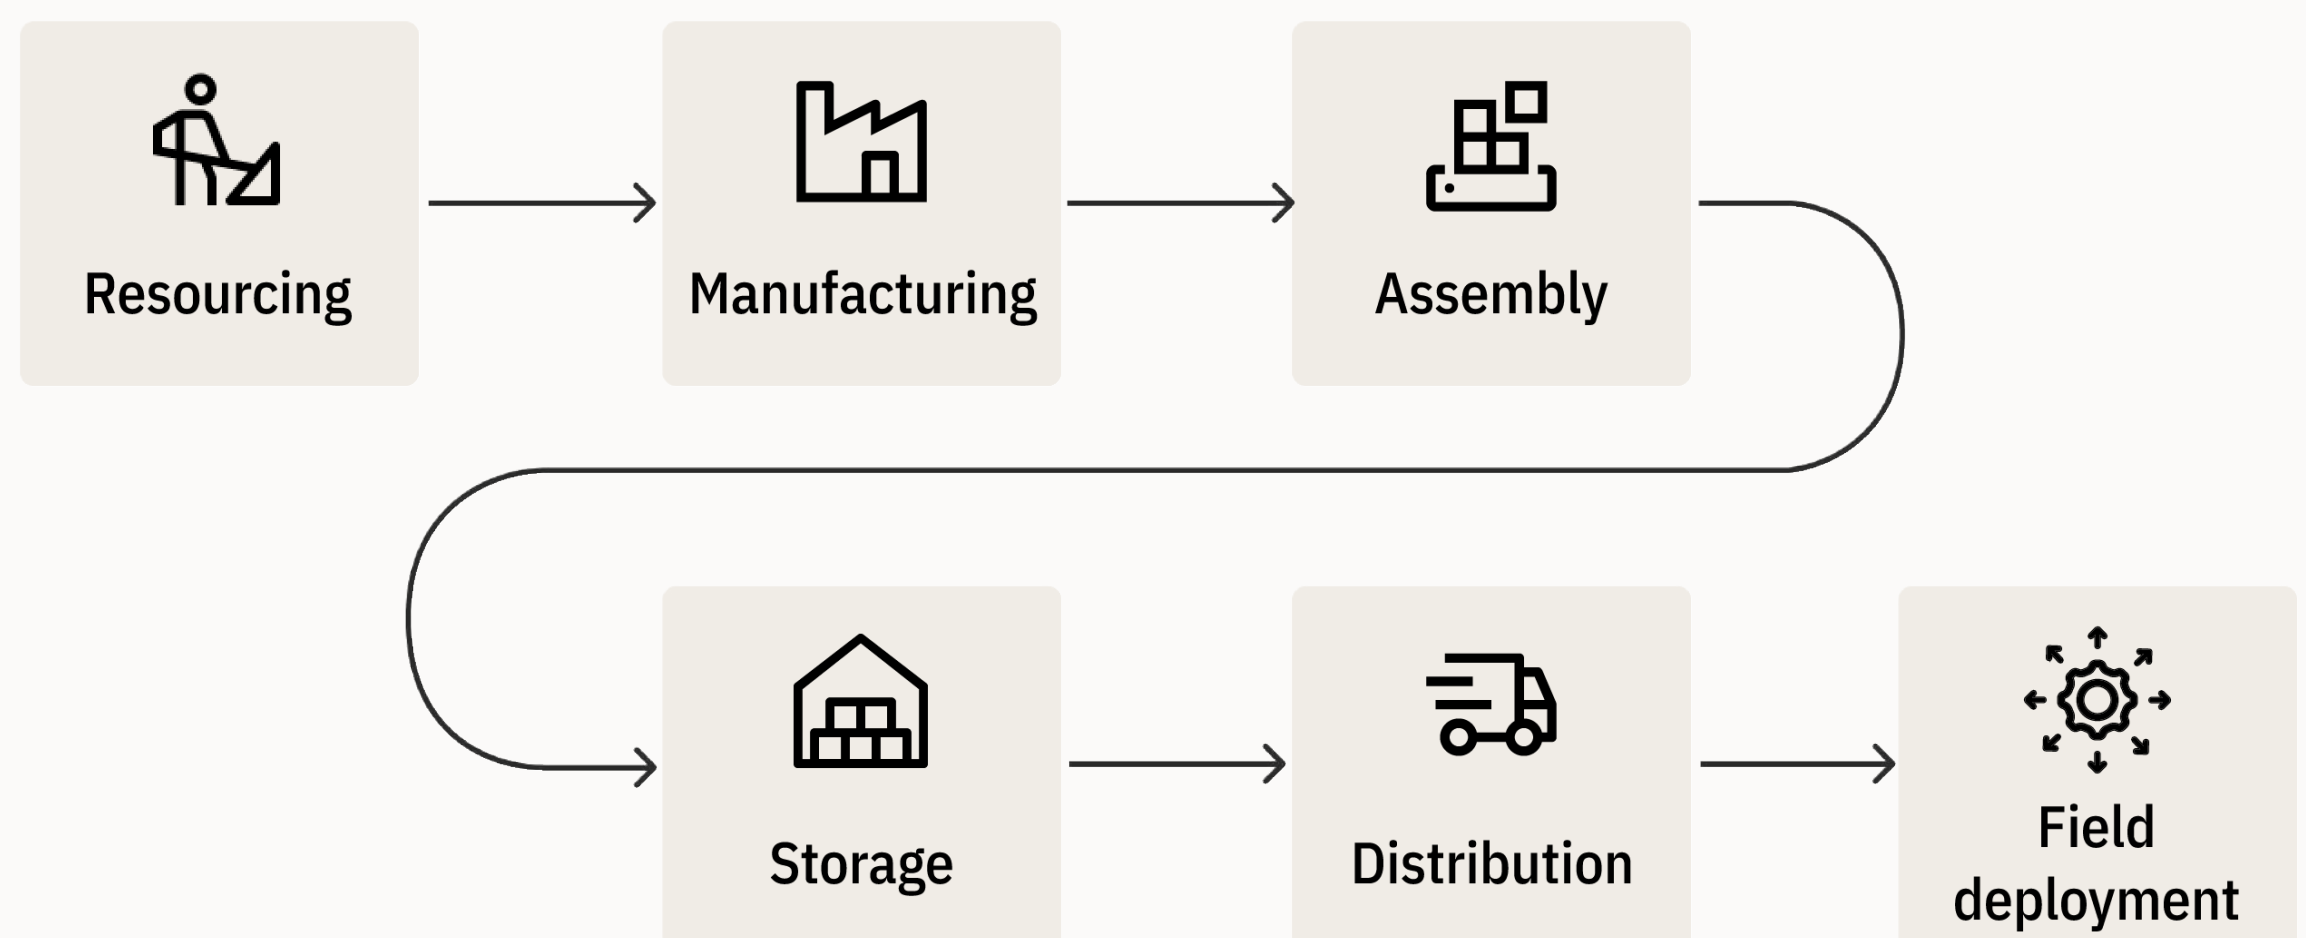 Resourcing
Manufacturing
Assembly
Storage
Distribution
Field
deployment